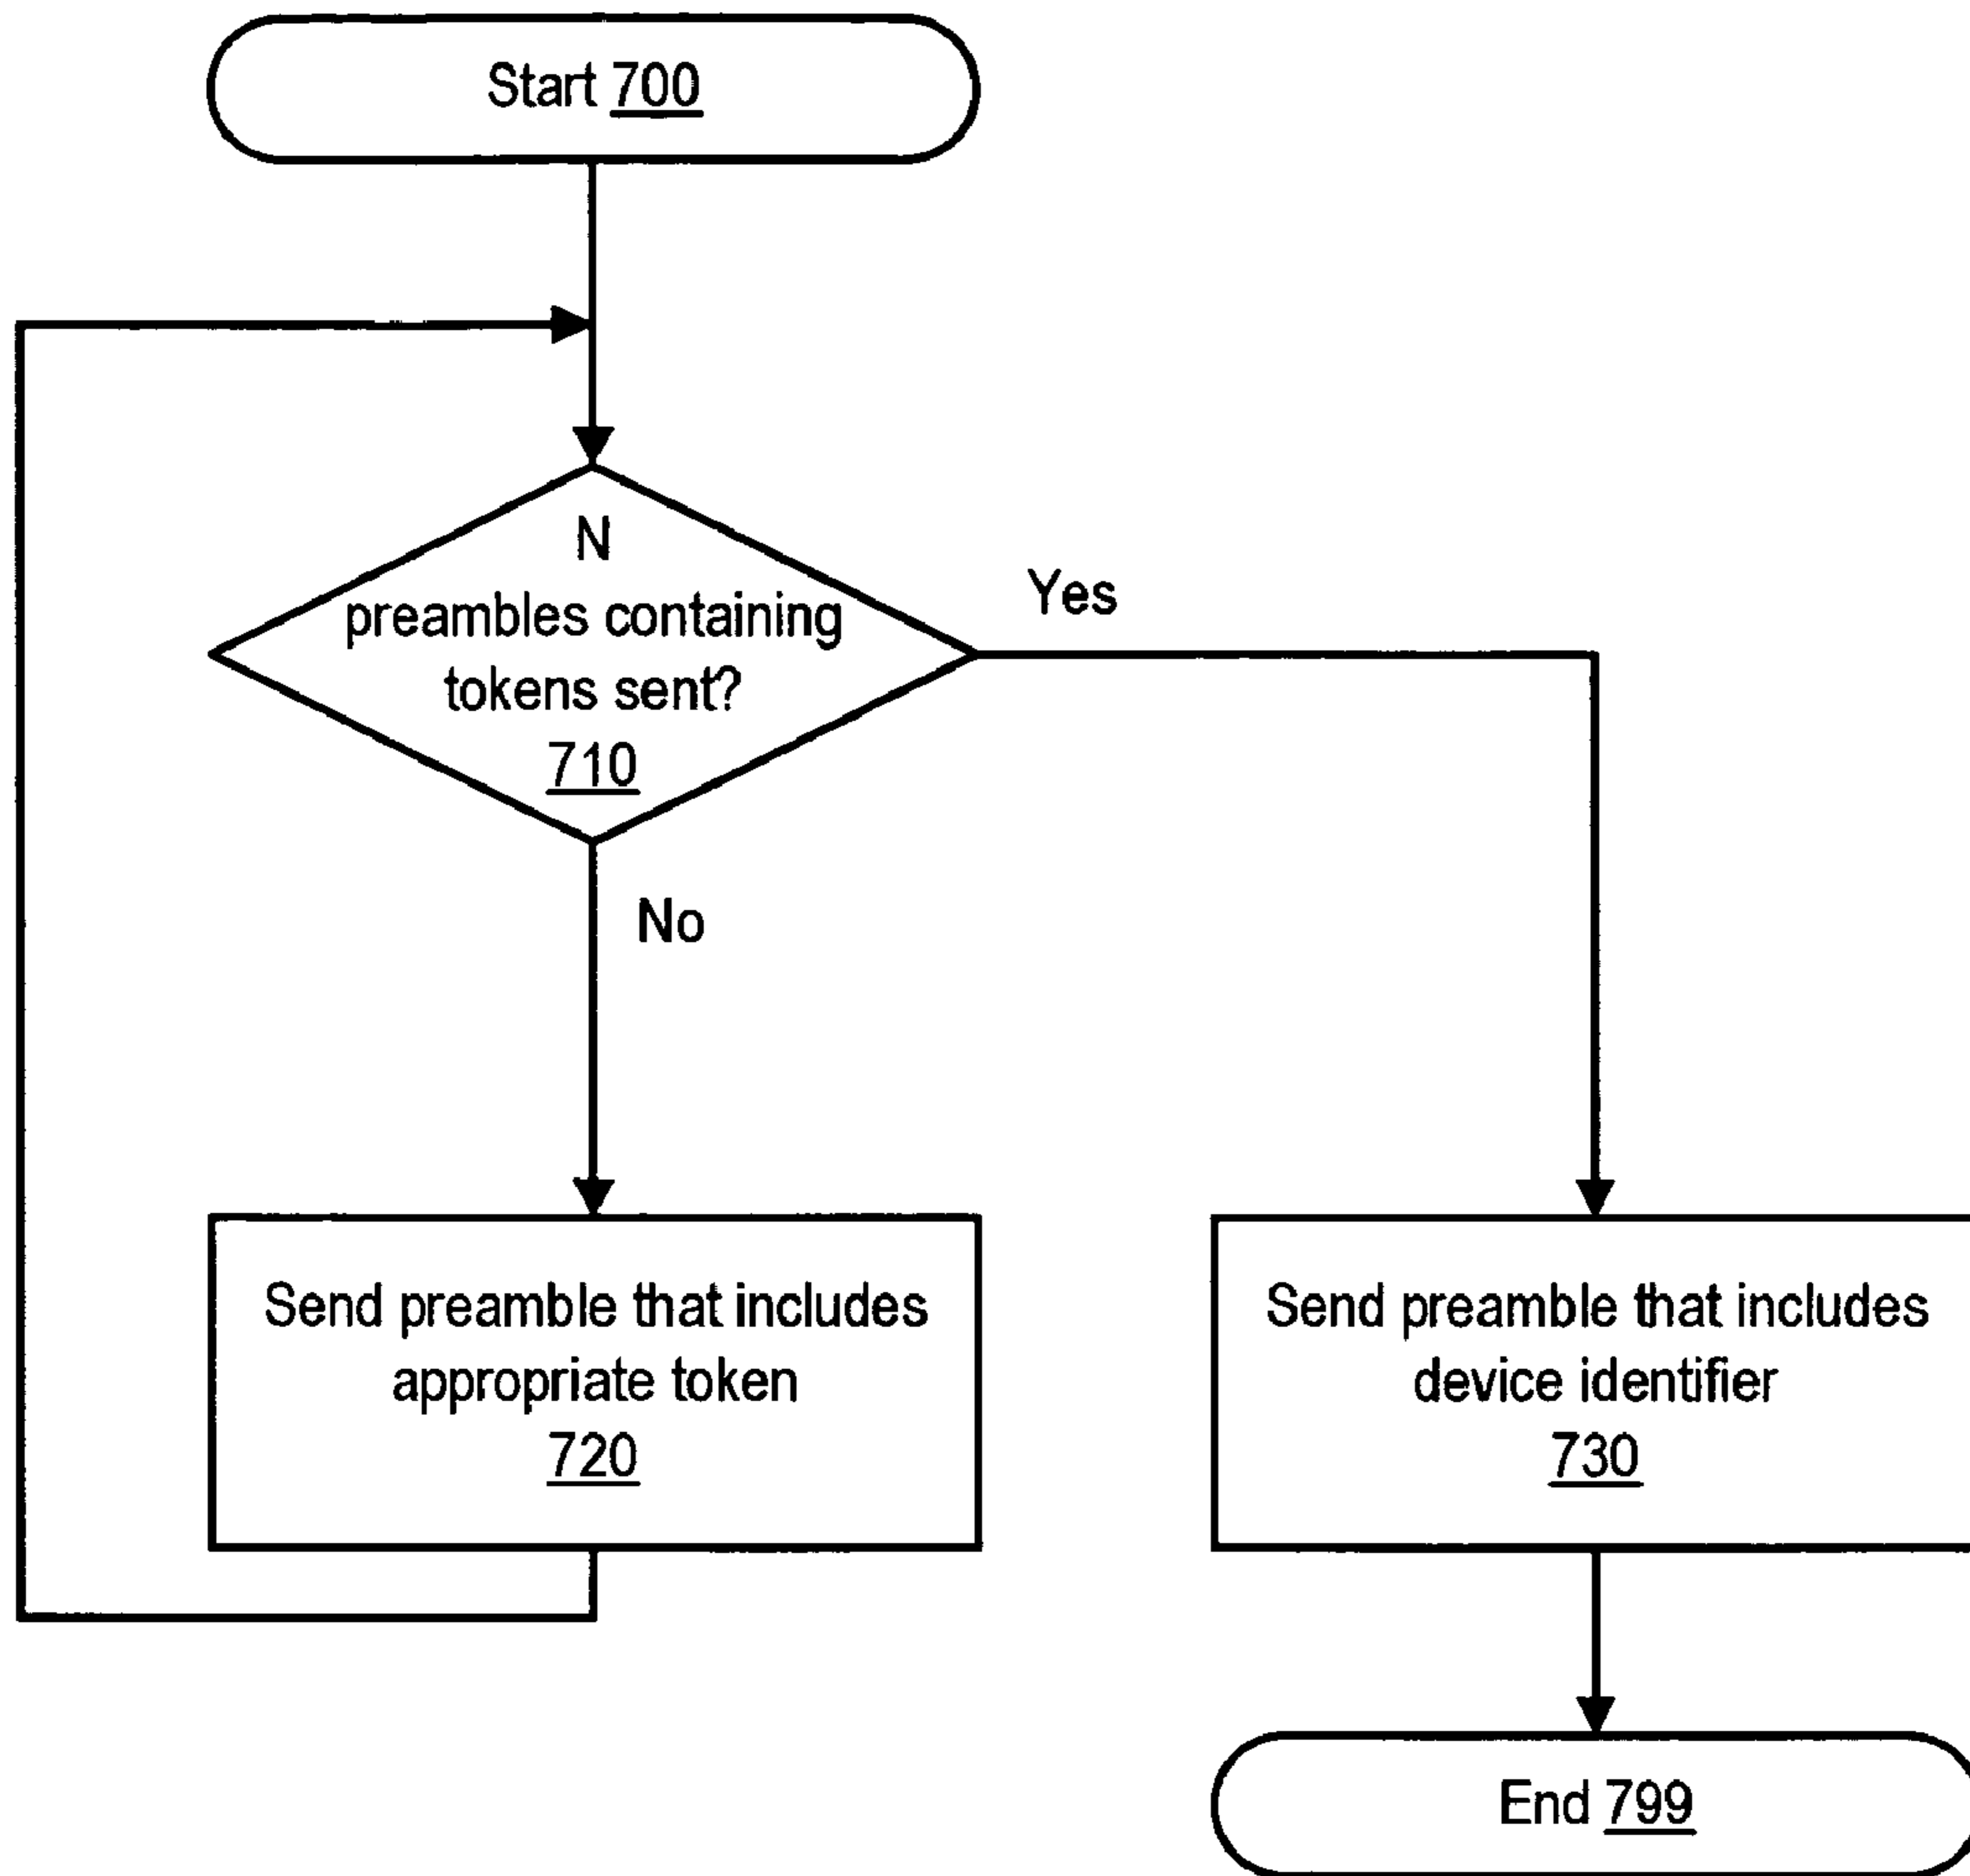 Start 700
N
preambles containing
tokens sent?
710
Yes
No
Send preamble that includes
appropriate token
720
Send preamble that includes
device identifier
730
End 799